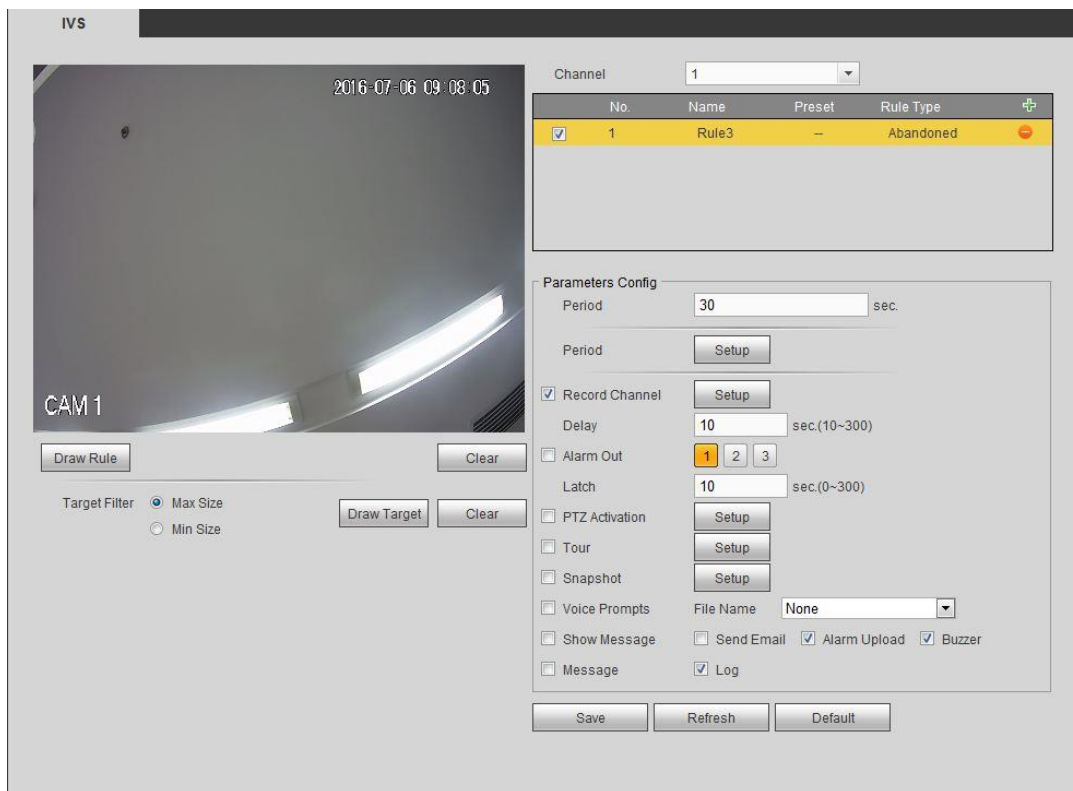 IVS
2016-07-06 09:08:05
CAM 1
Draw Rule Clear
Target Filter Max Size
Min Size
Draw Target Clear
Channel 1
No. Name Preset Rule Type
1 Rule3 -- Abandoned
Parameters Config
Period 30 sec.
Period Setup
Record Channel Setup
Delay 10 sec.(10~300)
Alarm Out 1 2 3
Latch 10 sec.(0~300)
PTZ Activation Setup
Tour Setup
Snapshot Setup
Voice Prompts File Name None
Show Message Send Email Alarm Upload Buzzer
Message Log
Save Refresh Default